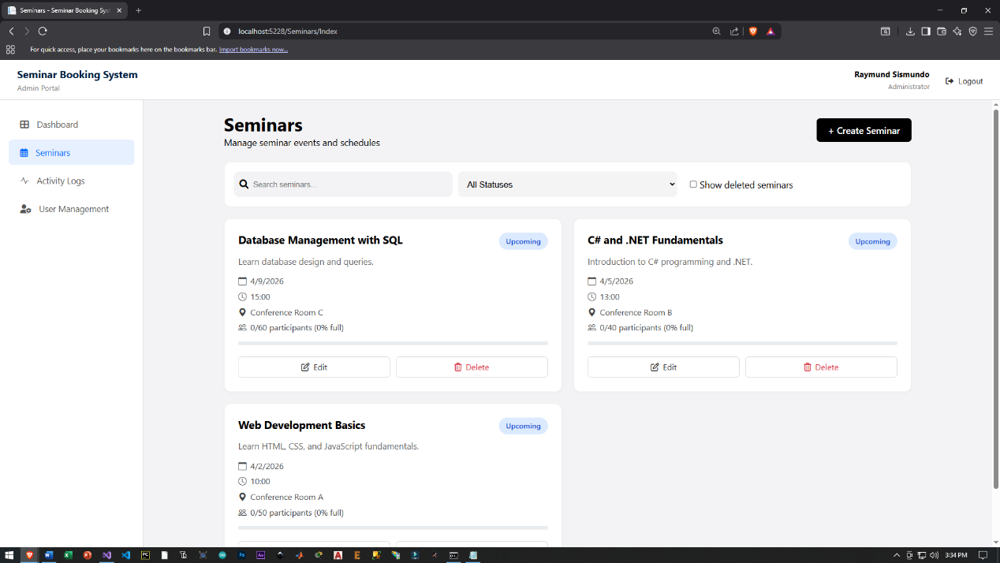 Seminars - Seminar Booking Syst
localhost:5228/Seminars/Index
For quick access, place your bookmarks here on the bookmarks bar. Import bookmarks now...
Seminar Booking System
Admin Portal
Raymund Sismundo
Administrator
Logout
Dashboard
Seminars
Activity Logs
User Management
Seminars
Manage seminar events and schedules
+ Create Seminar
Search seminars...
All Statuses
Show deleted seminars
Database Management with SQL
Upcoming
Learn database design and queries.
4/9/2026
15:00
Conference Room C
0/60 participants (0% full)
Edit
Delete
C# and .NET Fundamentals
Upcoming
Introduction to C# programming and .NET.
4/5/2026
13:00
Conference Room B
0/40 participants (0% full)
Edit
Delete
Web Development Basics
Upcoming
Learn HTML, CSS, and JavaScript fundamentals.
4/2/2026
10:00
Conference Room A
0/50 participants (0% full)
3:34 PM